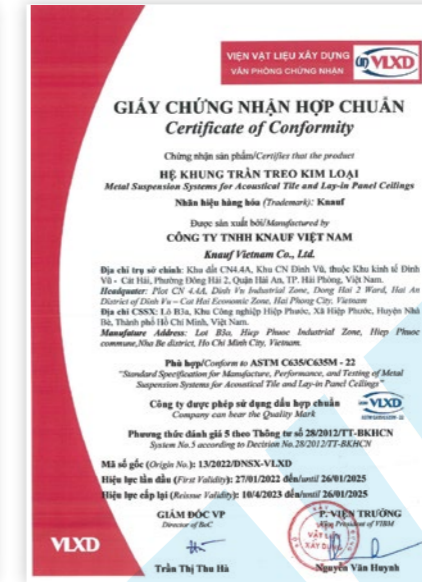 VIỆN VẬT LIỆU XÂY DỰNG
VĂN PHÒNG CHỨNG NHẬN
VLXD
GIẤY CHỨNG NHẬN HỢP CHUẨN
Certificate of Conformity
Chứng nhận sản phẩm/Certifies that the product
HỆ KHUNG TRẦN TREO KIM LOẠI
Metal Suspension Systems for Acoustical Tile and Lay-in Panel Ceilings
Nhãn hiệu hàng hóa (Trademark): Knauf
Được sản xuất bởi/Manufactured by
CÔNG TY TNHH KNAUF VIỆT NAM
Knauf Vietnam Co., Ltd.
Địa chỉ trụ sở chính: Khu đất CN4.4A, Khu CN Đình Vũ, thuộc Khu kinh tế Đình
Vũ - Cát Hải, Phường Đông Hải 2, Quận Hải An, TP. Hải Phòng, Việt Nam.
Headquater: Plot CN 4.4A, Dinh Vu Industrial Zone, Dong Hai 2 Ward, Hai An
District of Dinh Vu – Cat Hai Economic Zone, Hai Phong City, Vietnam
Địa chỉ CSSX: Lô B3a, Khu Công nghiệp Hiệp Phước, Xã Hiệp Phước, Huyện Nhà
Bè, Thành phố Hồ Chí Minh, Việt Nam.
Manufature Address: Lot B3a, Hiep Phuoc Industrial Zone, Hiep Phuoc
commune,Nha Be district, Ho Chi Minh City, Vietnam.
Phù hợp/Conform to ASTM C635/C635M - 22
"Standard Specification for Manufacture, Performance, and Testing of Metal
Suspension Systems for Acoustical Tile and Lay-in Panel Ceilings"
Công ty được phép sử dụng dấu hợp chuẩn
Company can bear the Quality Mark
VLXD
Phương thức đánh giá 5 theo Thông tư số 28/2012/TT-BKHCN
System No.5 according to Decirtion No.28/2012/TT-BKHCN
Mã số gốc (Origin No.): 13/2022/DNSX-VLXD
Hiệu lực lần đầu (First Validity): 27/01/2022 đến/until 26/01/2025
Hiệu lực cấp lại (Reissue Validity): 10/4/2023 đến/until 26/01/2025
GIÁM ĐỐC VP
Director of BoC
P. VIỆN TRƯỞNG
Vice President of VIBM
VẬT LIỆU
XÂY DỰNG
VLXD
Trần Thị Thu Hà
Nguyễn Văn Huynh